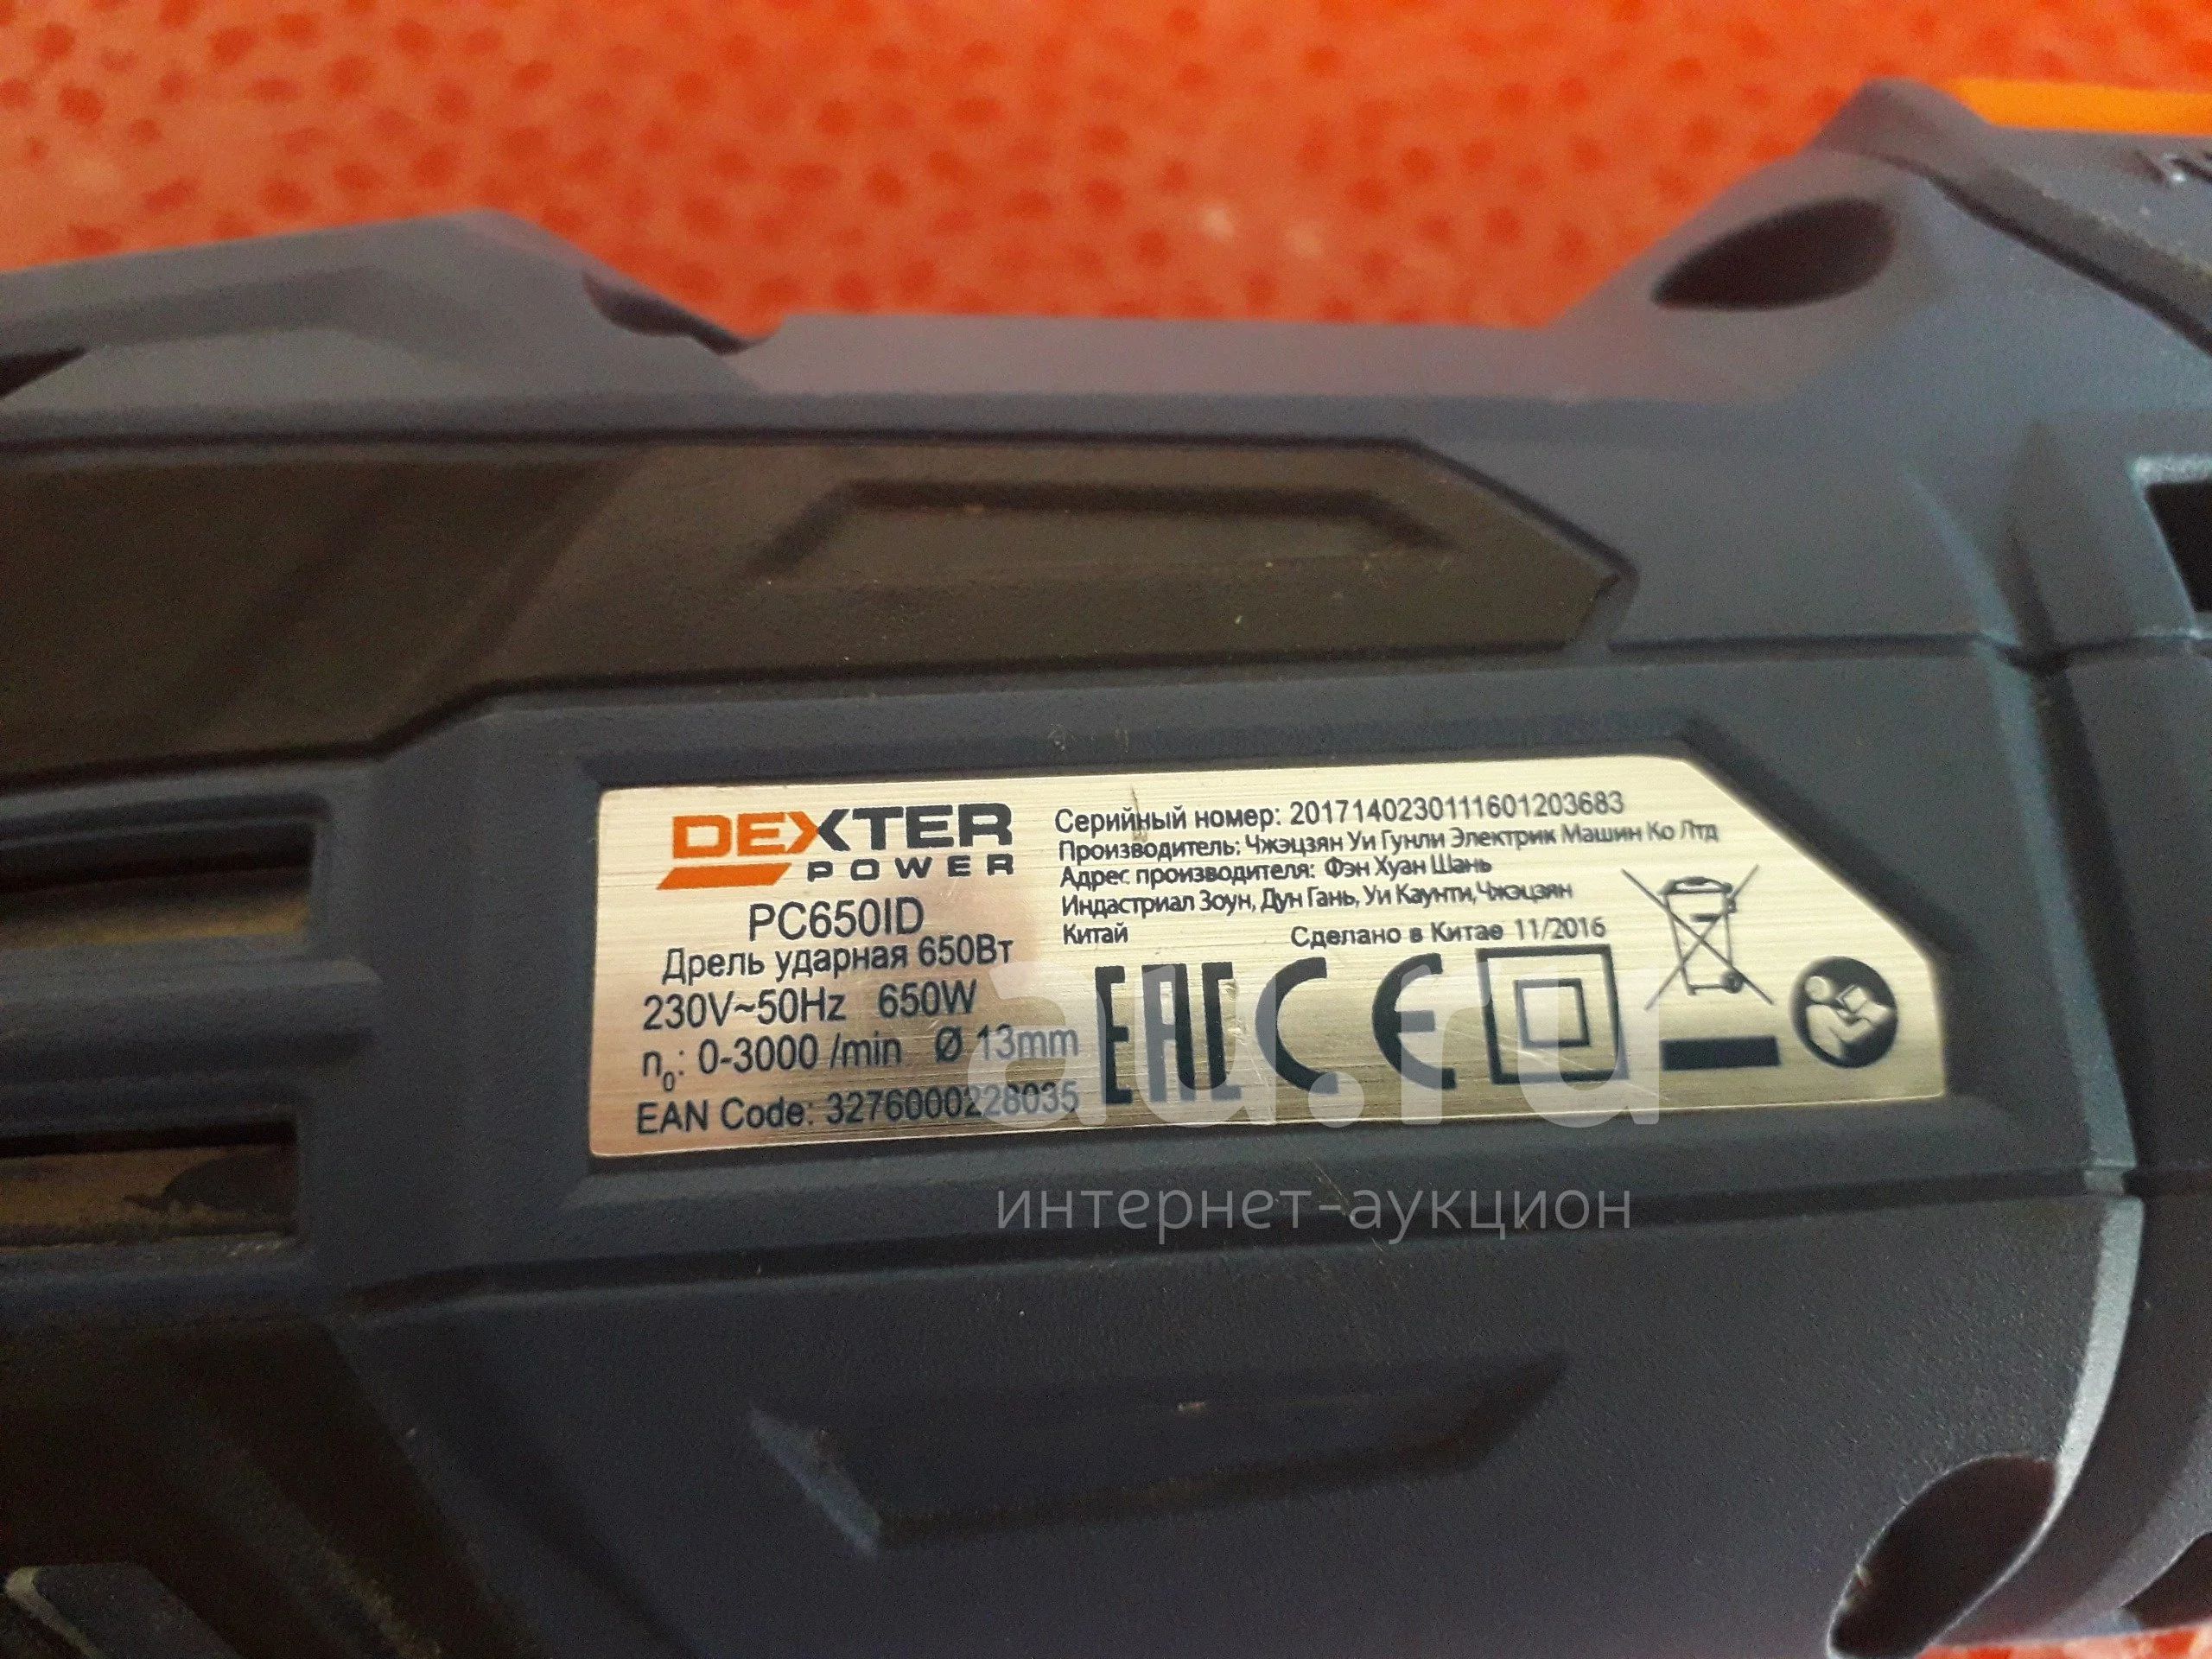 DEXTER
POWER
PC650ID
Дрель ударная 650Вт
230V~50Hz 650W
n₀: 0-3000 /min Ø 13mm
EAN Code: 3276000228035
Серийный номер: 2017140230111601203683
Производитель: Чжэцзян Уи Гунли Электрик Машин Ко Лтд
Адрес производителя: Фэн Хуан Шань
Индастриал Зоун, Дун Гань, Уи Каунти, Чжэцзян
Китай Сделано в Китае 11/2016
EAC C CE
au.ru
интернет-аукцион